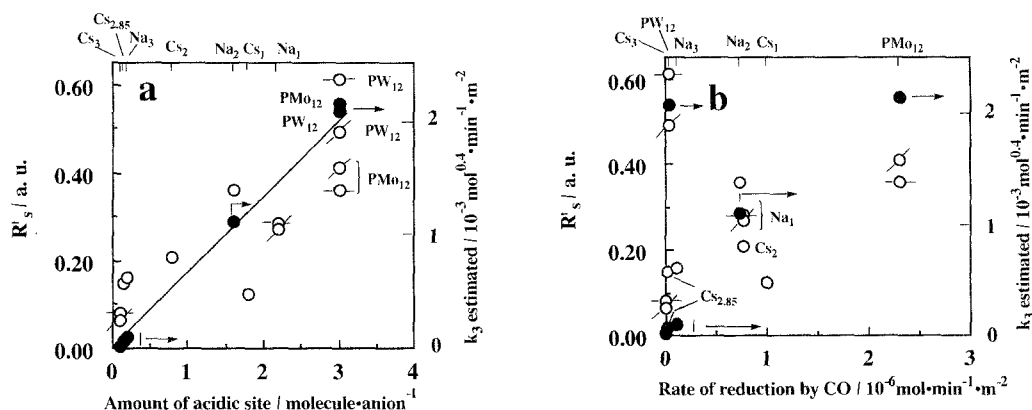 Cs2.85
Cs3 Na3 Cs2 Na2 Cs1 Na1
a
0.60
0.40
0.20
0.00
R's / a. u.
PW12
PMo12
PW12 PW12
PMo12
2
1
0
k3 estimated / 10-3 mol0.4•min-1•m-2
0 1 2 3 4
Amount of acidic site / molecule•anion-1
PW12
Cs3 Na3 Na2 Cs1 PMo12
b
0.60
0.40
0.20
0.00
R's / a. u.
Na1
Cs2
Cs2.85
2
1
0
k3 estimated / 10-3 mol0.4•min-1•m-2
0 1 2 3
Rate of reduction by CO / 10-6mol•min-1•m-2